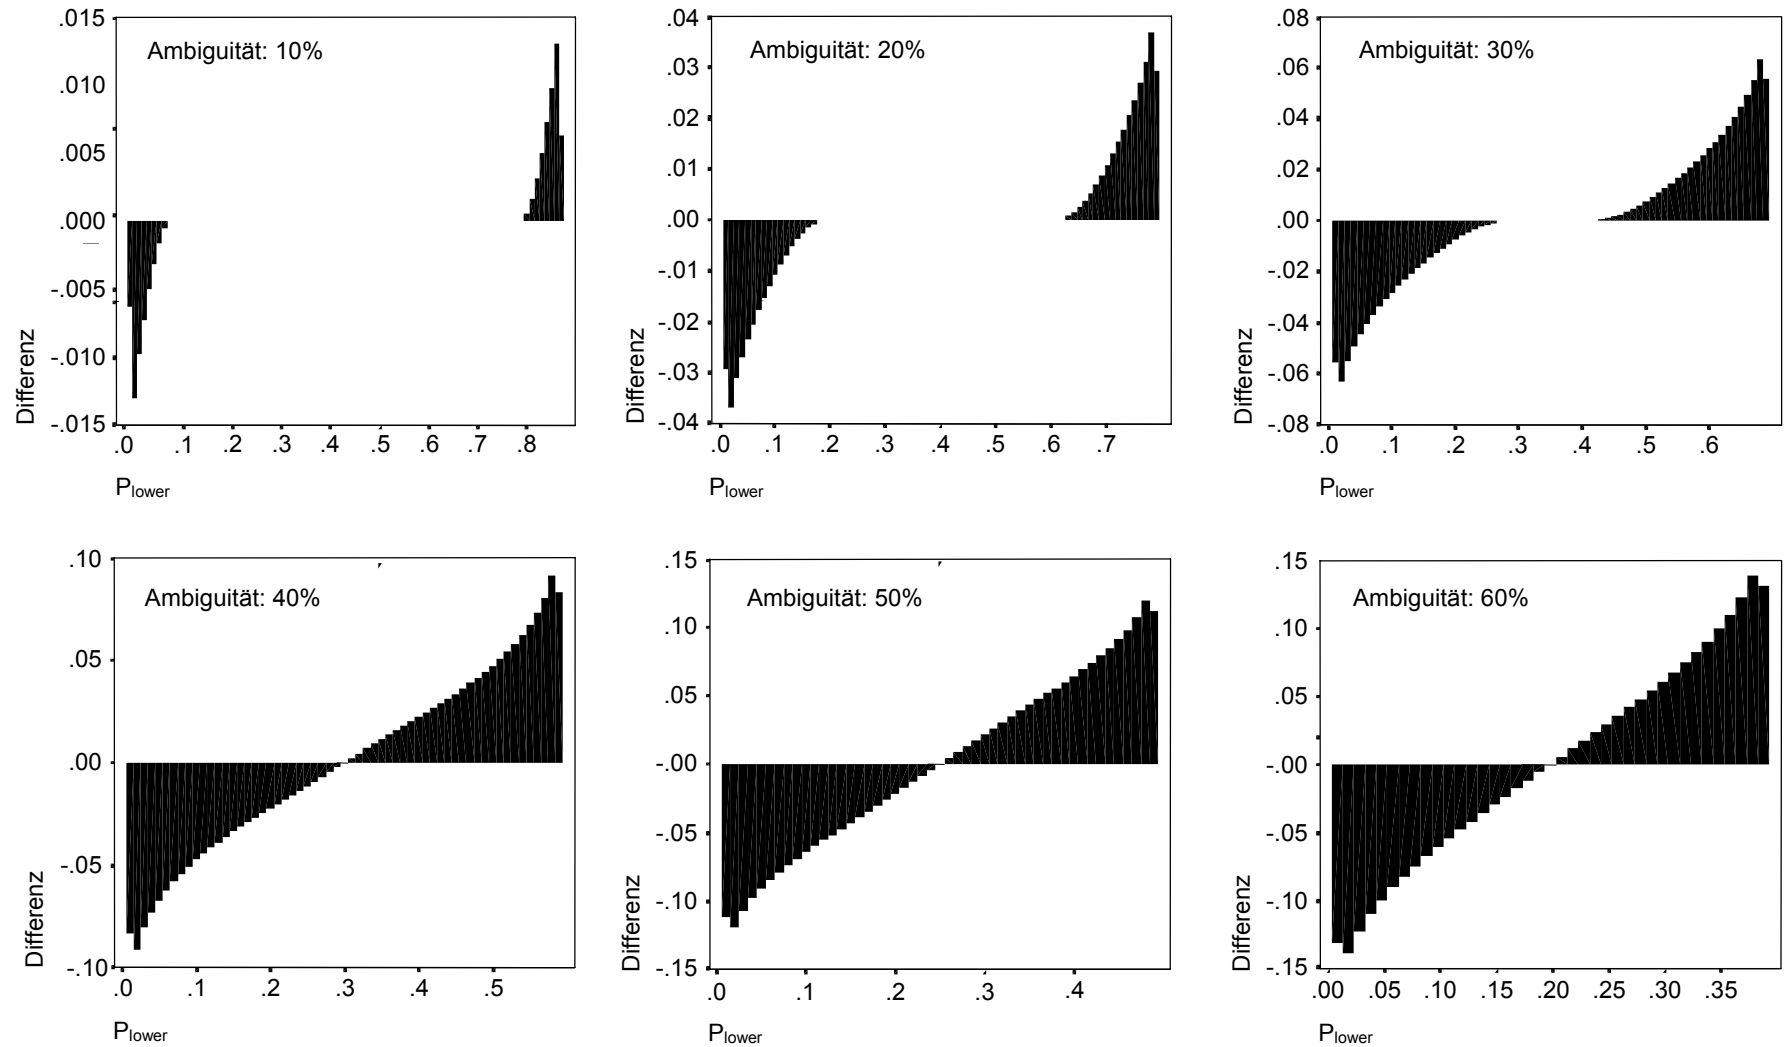 Ambiguität: 10%
.015
.010
.005
.000
-.005
-.010
-.015
Differenz
.0 .1 .2 .3 .4 .5 .6 .7 .8
Plower
Ambiguität: 20%
.04
.03
.02
.01
.00
-.01
-.02
-.03
-.04
Differenz
.0 .1 .2 .3 .4 .5 .6 .7
Plower
Ambiguität: 30%
.08
.06
.04
.02
.00
-.02
-.04
-.06
-.08
Differenz
.0 .1 .2 .3 .4 .5 .6
Plower
Ambiguität: 40%
.10
.05
.00
-.05
-.10
Differenz
.0 .1 .2 .3 .5
Plower
Ambiguität: 50%
.15
.10
.05
-.00
-.05
-.10
-.15
Differenz
.0 .1 .2 .3 .4
Plower
Ambiguität: 60%
.15
.10
.05
-.00
-.05
-.10
-.15
Differenz
.00 .05 .10 .15 .20 .25 .30 .35
Plower